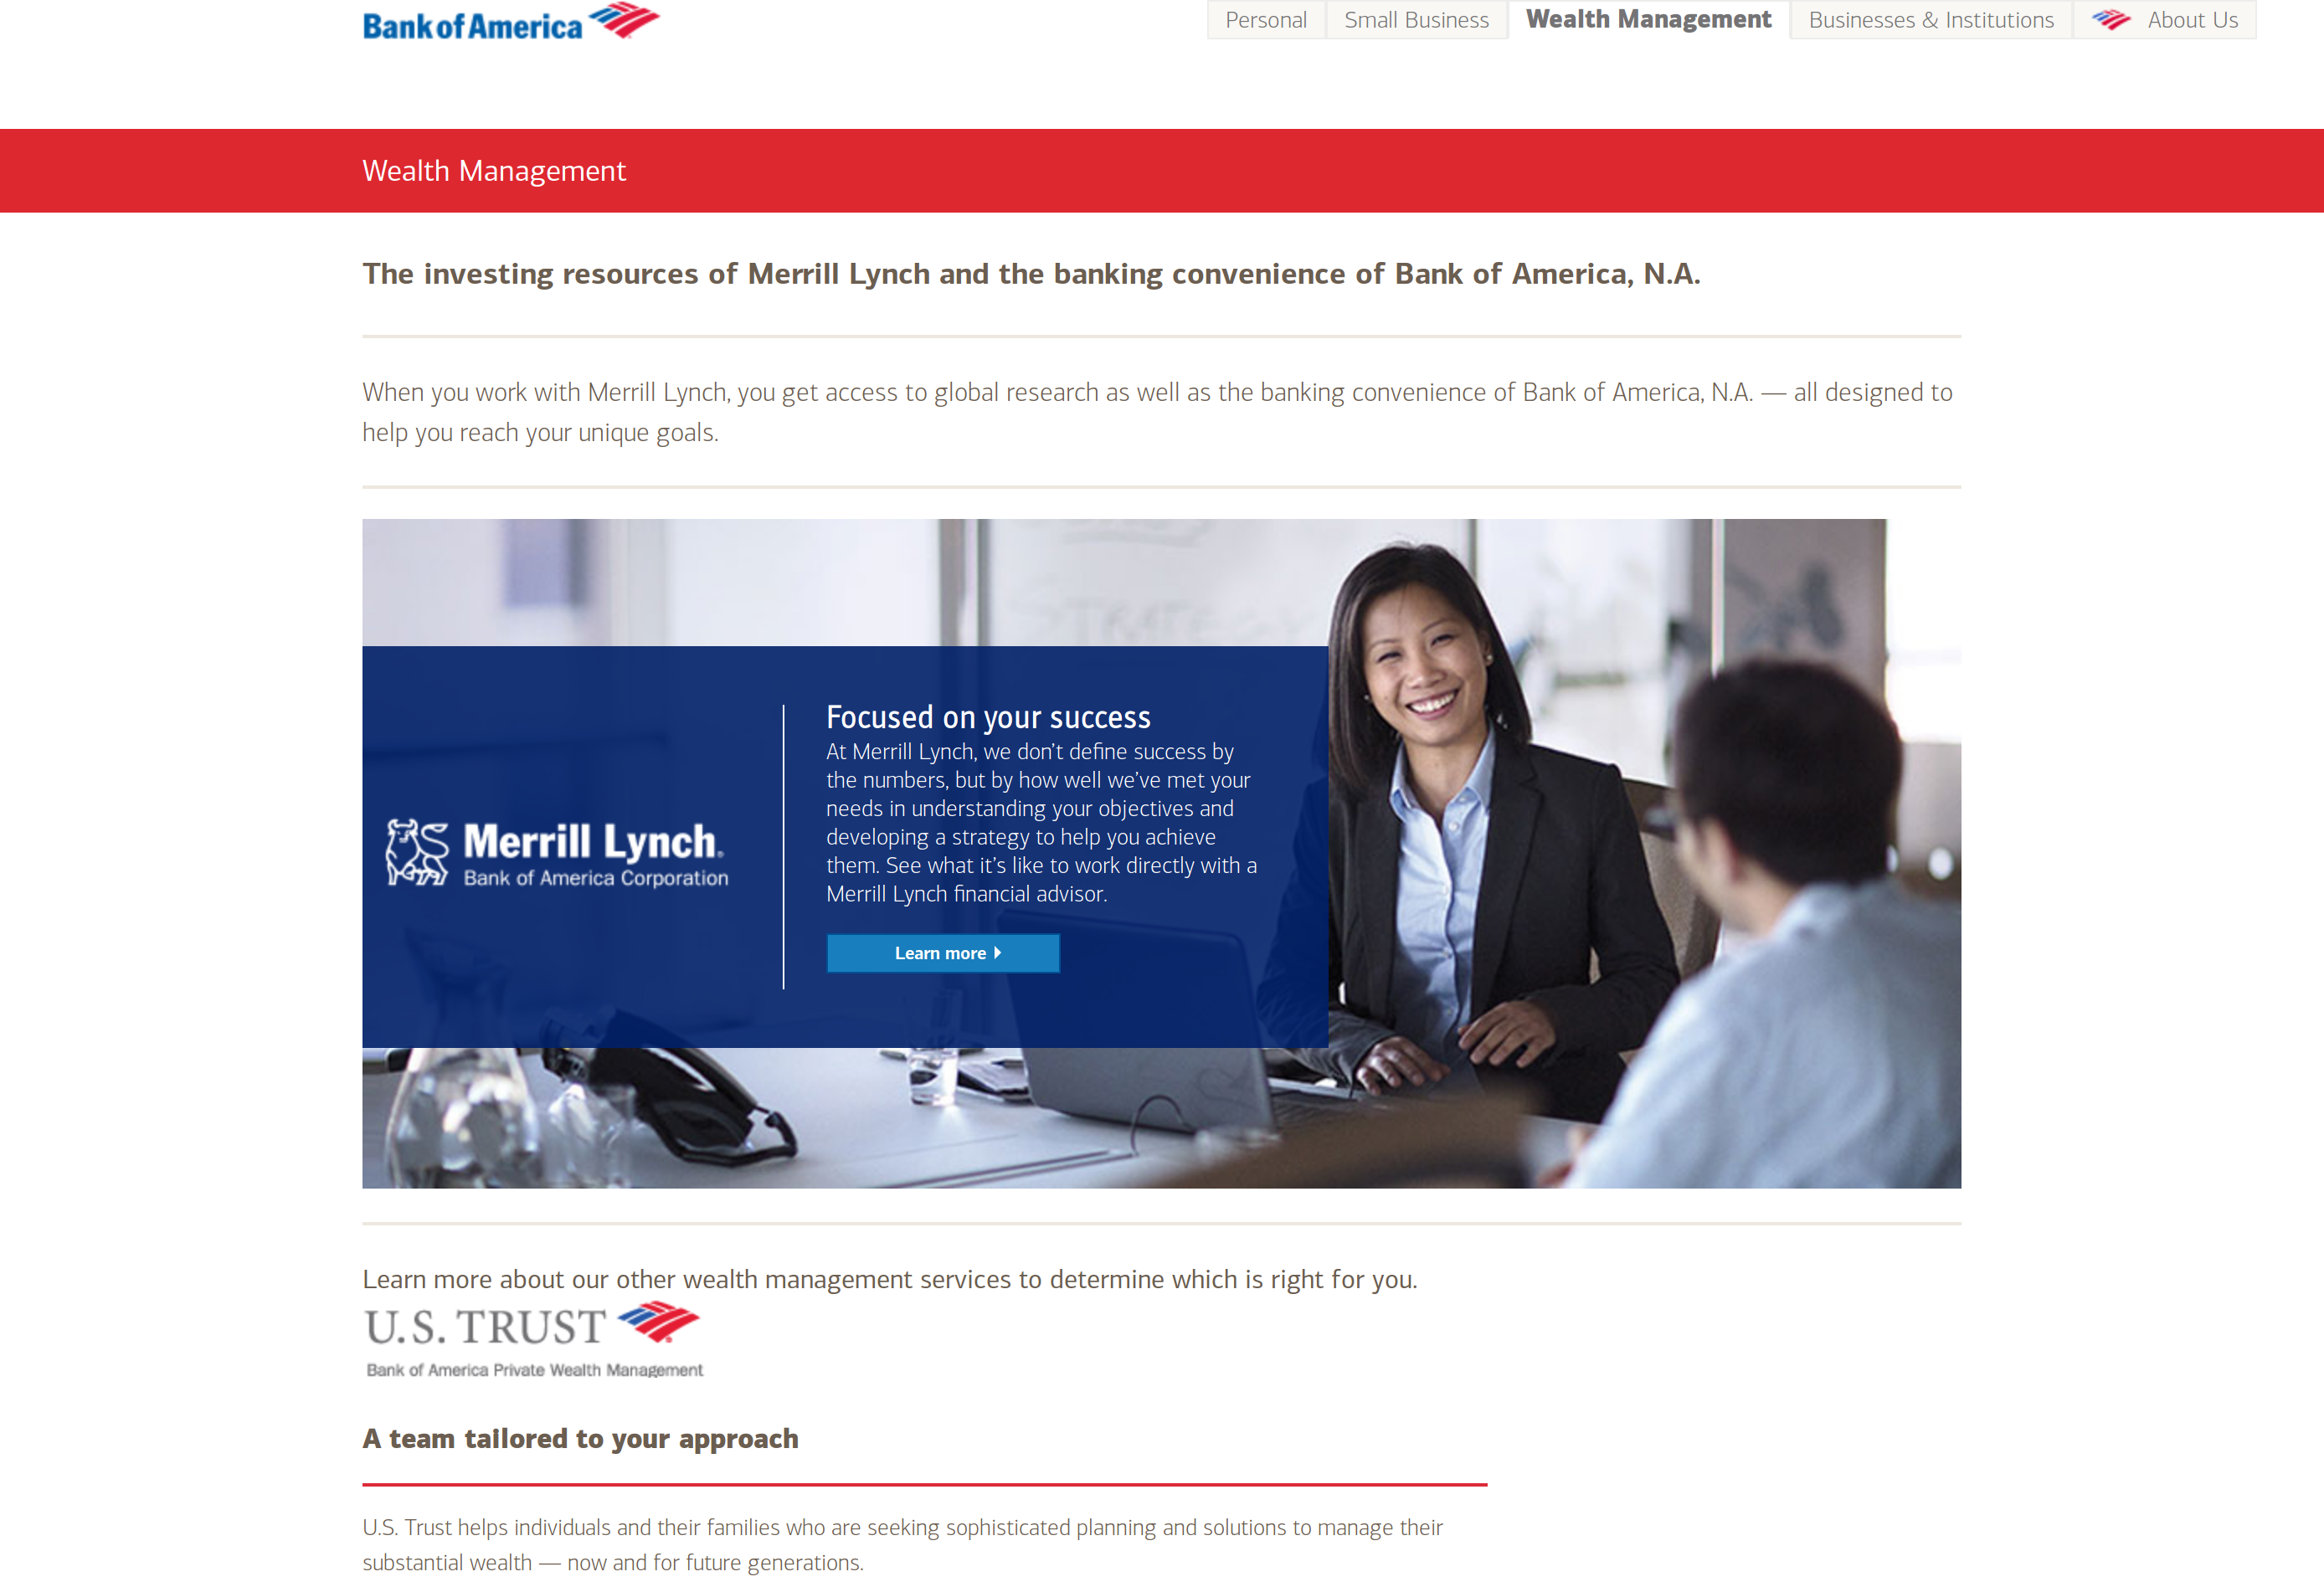 Bank of America
Personal
Small Business
Wealth Management
Businesses & Institutions
About Us
Wealth Management
The investing resources of Merrill Lynch and the banking convenience of Bank of America, N.A.
When you work with Merrill Lynch, you get access to global research as well as the banking convenience of Bank of America, N.A. — all designed to
help you reach your unique goals.
Merrill Lynch
Bank of America Corporation
Focused on your success
At Merrill Lynch, we don’t define success by
the numbers, but by how well we’ve met your
needs in understanding your objectives and
developing a strategy to help you achieve
them. See what it’s like to work directly with a
Merrill Lynch financial advisor.
Learn more
Learn more about our other wealth management services to determine which is right for you.
U.S. TRUST
Bank of America Private Wealth Management
A team tailored to your approach
U.S. Trust helps individuals and their families who are seeking sophisticated planning and solutions to manage their
substantial wealth — now and for future generations.